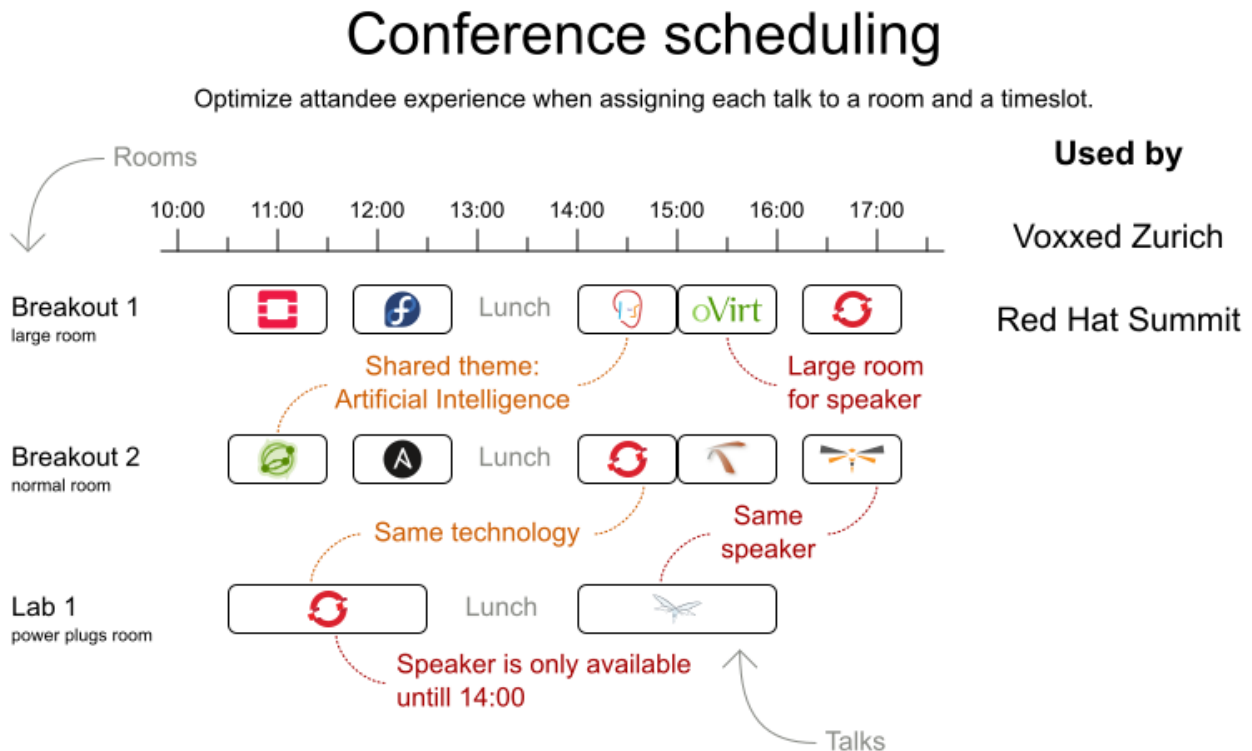 Conference scheduling
Optimize attandee experience when assigning each talk to a room and a timeslot.
Rooms
Used by
10:00 11:00 12:00 13:00 14:00 15:00 16:00 17:00
Voxxed Zurich
Red Hat Summit
Breakout 1
large room
Lunch
oVirt
Shared theme:
Artificial Intelligence
Large room
for speaker
Breakout 2
normal room
Lunch
Same technology
Same
speaker
Lab 1
power plugs room
Lunch
Speaker is only available
untill 14:00
Talks